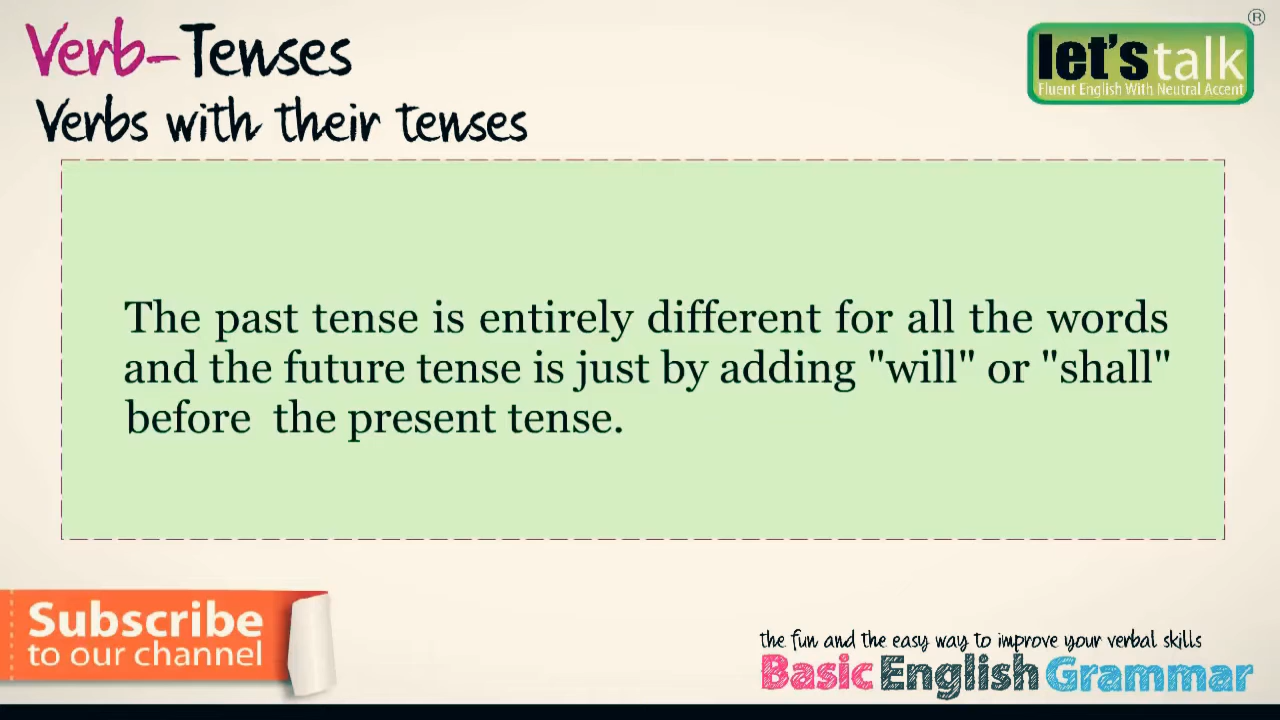 Verb-Tenses
Verbs with their tenses
let's talk
®
Fluent English With Neutral Accent
The past tense is entirely different for all the words
and the future tense is just by adding "will" or "shall"
before the present tense.
Subscribe
to our channel
the fun and the easy way to improve your verbal skills
Basic English Grammar